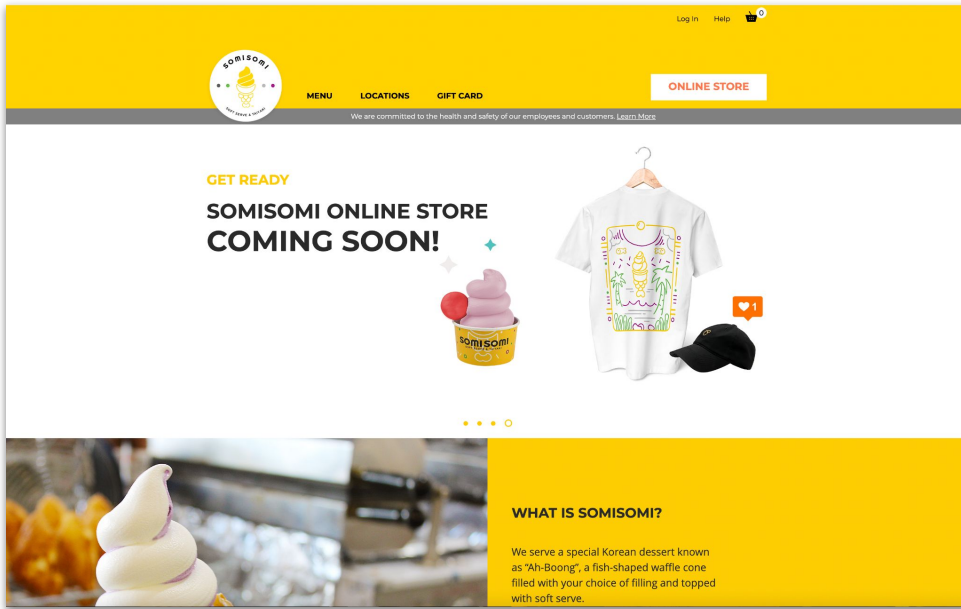 Log In Help 0
SOMISOMI
SOFT SERVE & TAIYAKI
MENU LOCATIONS GIFT CARD
ONLINE STORE
We are committed to the health and safety of our employees and customers. Learn More
GET READY
SOMISOMI ONLINE STORE
COMING SOON!
1
SOMISOMI
WHAT IS SOMISOMI?
We serve a special Korean dessert known
as “Ah-Boong”, a fish-shaped waffle cone
filled with your choice of filling and topped
with soft serve.